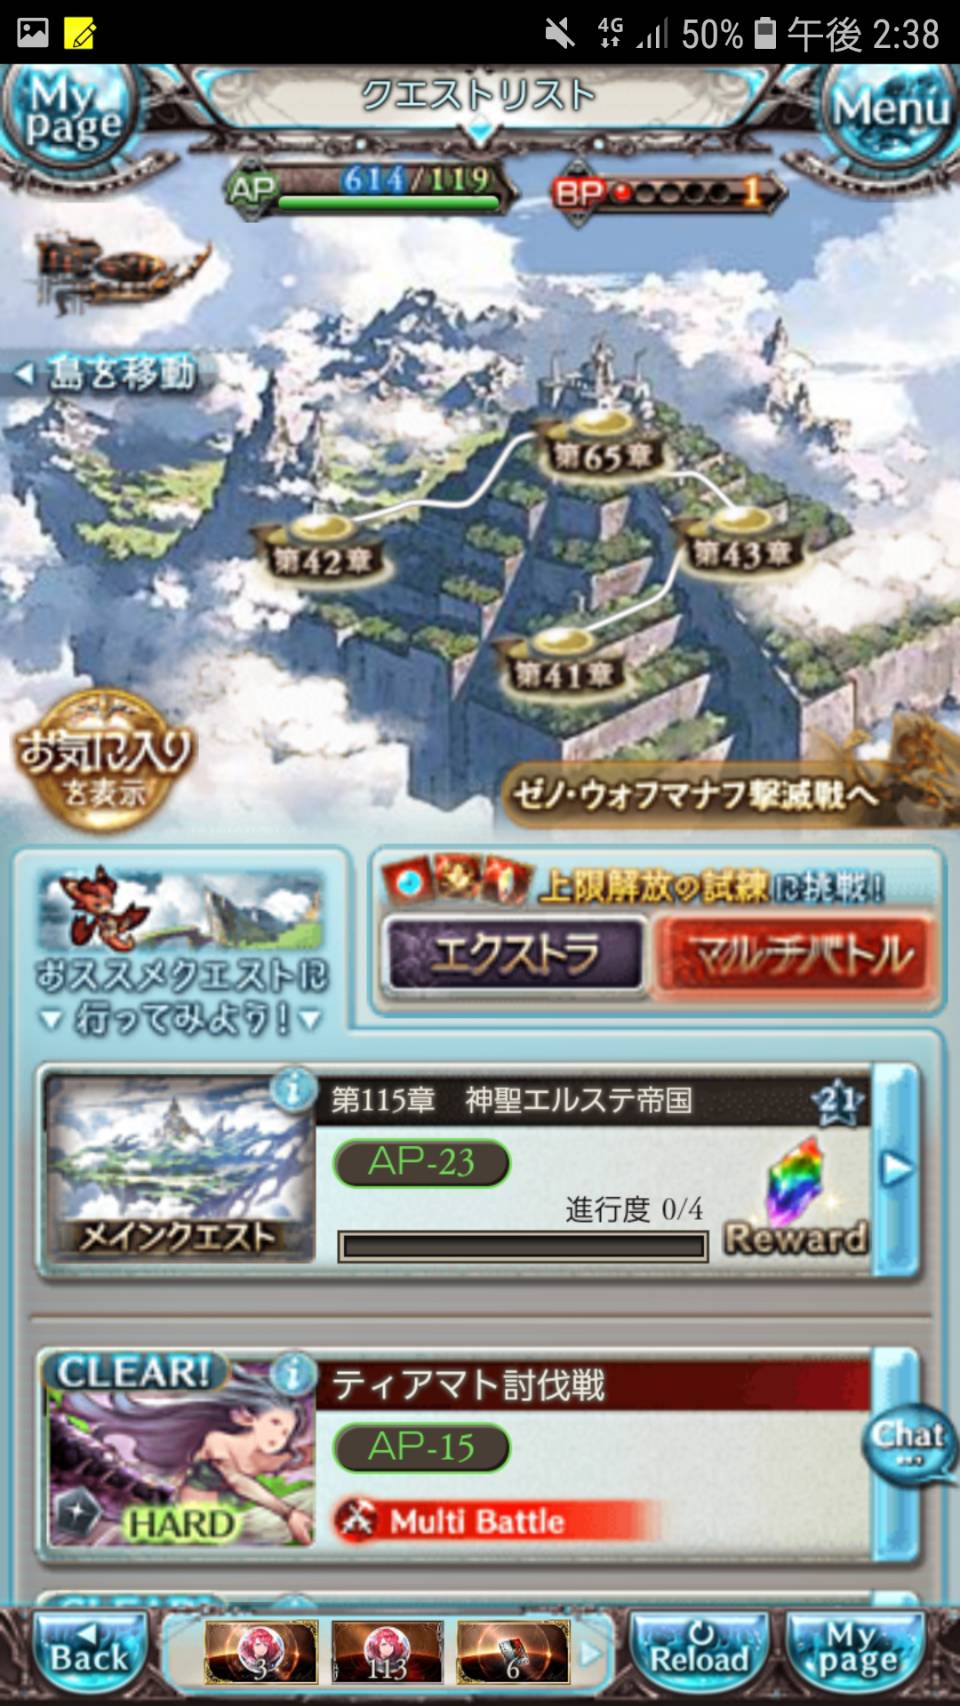 4G 50% 午後 2:38
My page
クエストリスト
Menu
AP 614/119
BP 1
島を移動
第65章
第42章
第43章
第41章
お気に入り
を表示
ゼノ・ウォフマナフ撃滅戦へ
おススメクエストに
▼ 行ってみよう! ▼
上限解放の試練に挑戦!
エクストラ
マルチバトル
第115章 神聖エルステ帝国
21
AP-23
進行度 0/4
Reward
メインクエスト
CLEAR!
ティアマト討伐戦
AP-15
HARD
Multi Battle
Chat
...
Back
3
113
6
Reload
My page